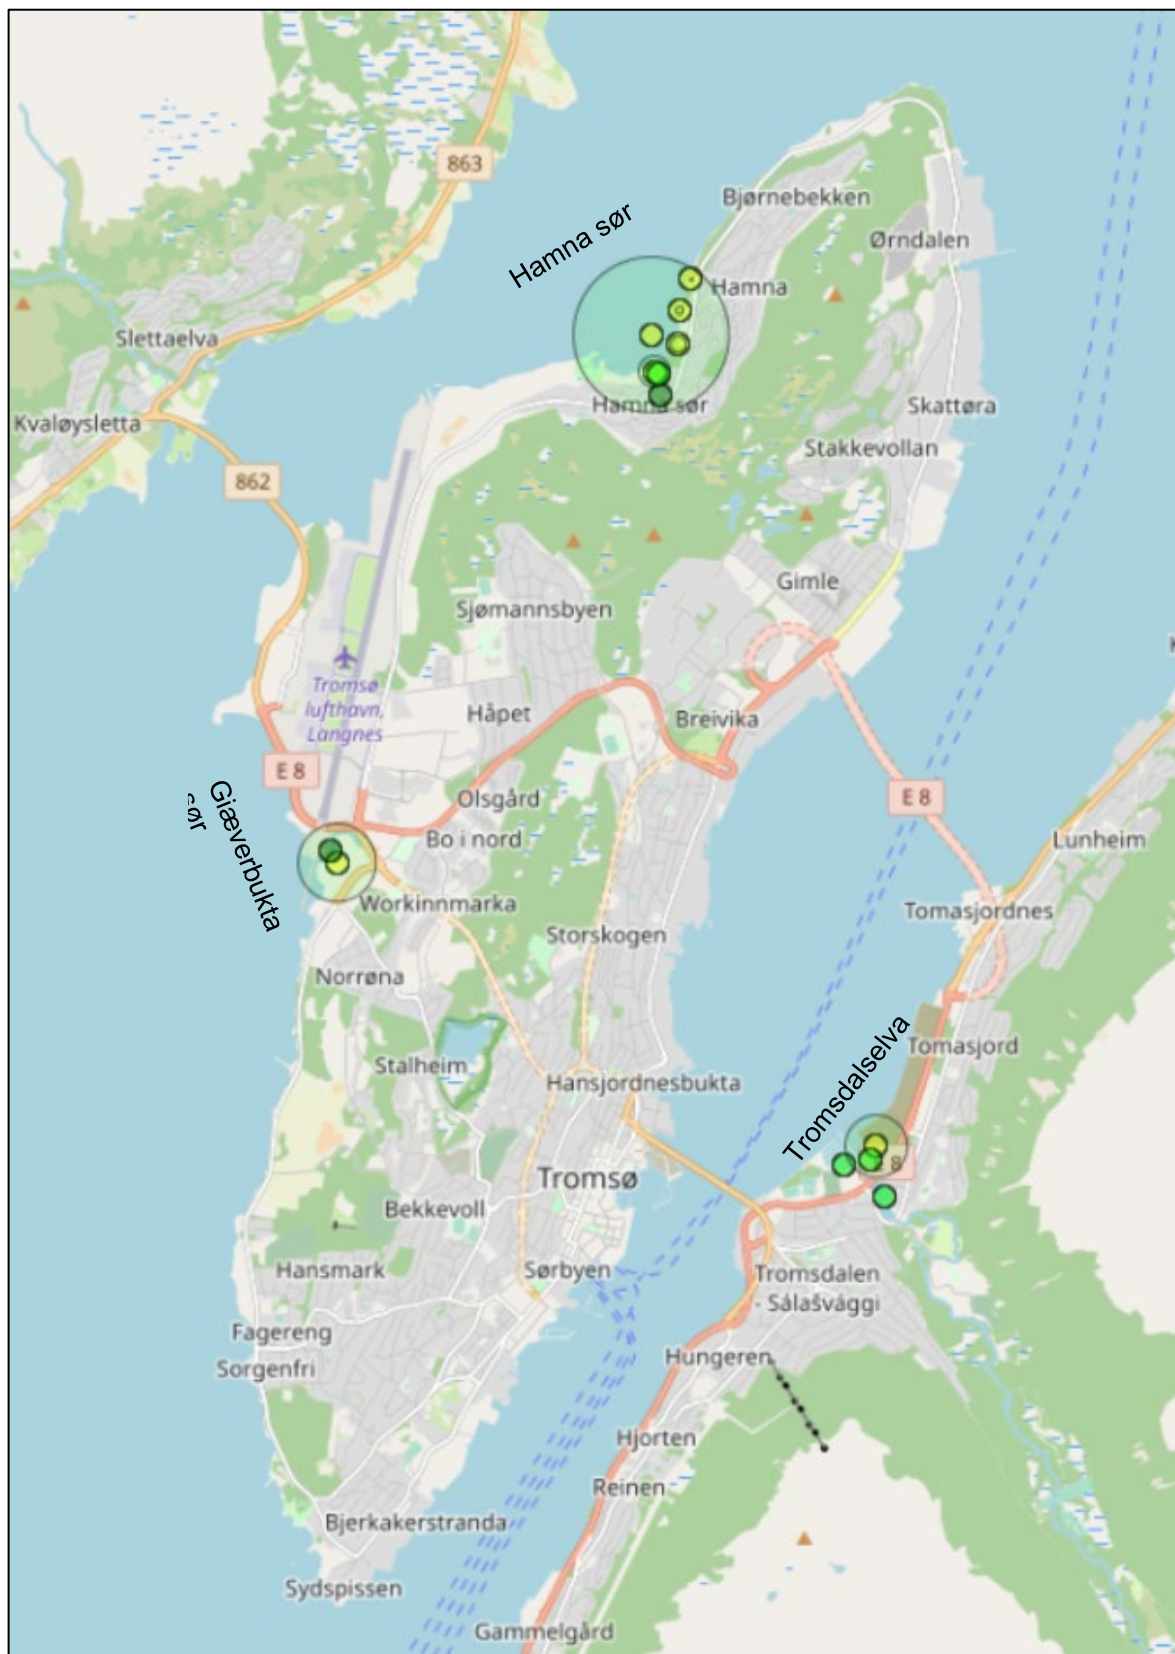 863
Bjørnebekken
Ørndalen
Hamna sør
Hamna
Slettaelva
Hamna sør
Skattøra
Kvaløysletta
Stakkevollan
862
Gimle
Sjømannsbyen
Tromsø
lufthavn,
Langnes
Håpet
Breivika
E 8
Olsgård
E 8
Giæverbukta
sør
Bo i nord
Lunheim
Workinnmarka
Tomasjordnes
Storskogen
Norrøna
Tomasjord
Stalheim
Hansjordnesbukta
Tromsdalselva
8
Tromsø
Bekkevoll
Hansmark
Sørbyen
Tromsdalen
- Sálašvággi
Fagereng
Sorgenfri
Hungeren
Hjorten
Reinen
Bjerkakerstranda
Sydspissen
Gammelgård